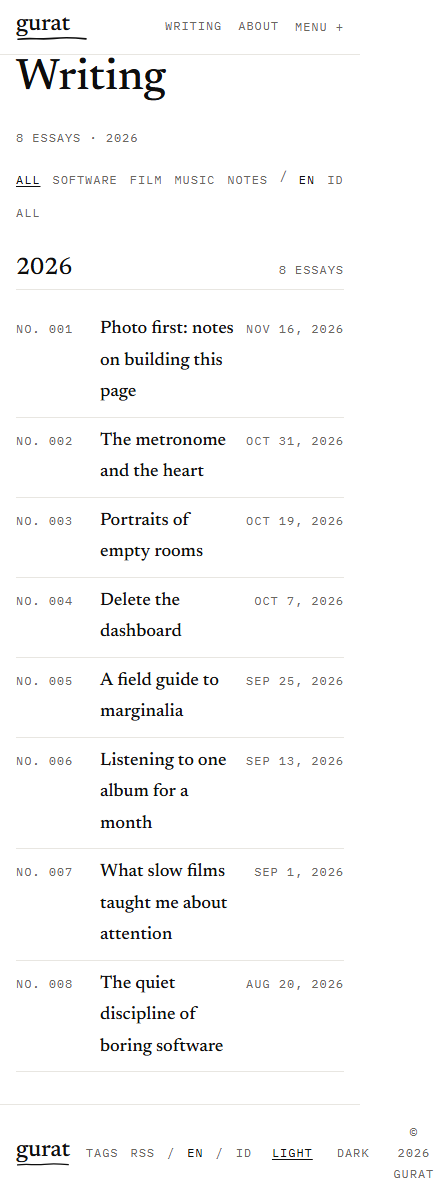 gurat WRITING ABOUT MENU +
Writing
8 ESSAYS · 2026
ALL SOFTWARE FILM MUSIC NOTES / EN ID
ALL
2026 8 ESSAYS
NO. 001 Photo first: notes NOV 16, 2026
on building this
page
NO. 002 The metronome OCT 31, 2026
and the heart
NO. 003 Portraits of OCT 19, 2026
empty rooms
NO. 004 Delete the OCT 7, 2026
dashboard
NO. 005 A field guide to SEP 25, 2026
marginalia
NO. 006 Listening to one SEP 13, 2026
album for a
month
NO. 007 What slow films SEP 1, 2026
taught me about
attention
NO. 008 The quiet AUG 20, 2026
discipline of
boring software
gurat TAGS RSS / EN / ID LIGHT DARK
©
2026
GURAT